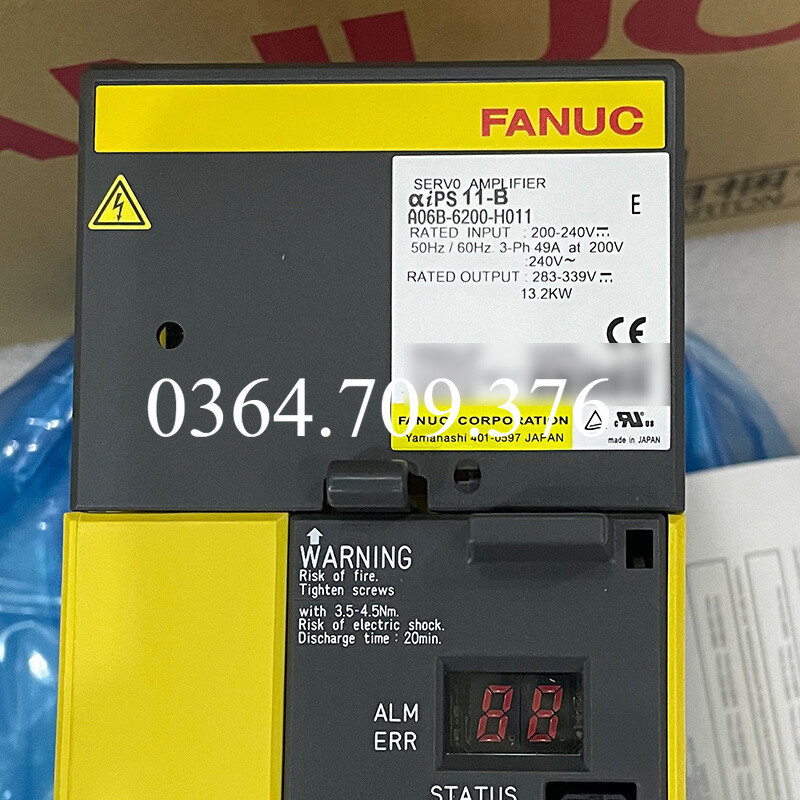 FANUC
SERVO AMPLIFIER
αiPS 11-B
A06B-6200-H011
E
RATED INPUT : 200-240V⎓
50Hz / 60Hz 3-Ph 49A at 200V
:240V~
RATED OUTPUT : 283-339V⎓
13.2KW
CE
0364.709.376
FANUC CORPORATION
Yamanashi 401-0597 JAPAN
c UL us
made in JAPAN
WARNING
Risk of fire.
Tighten screws
with 3.5-4.5Nm.
Risk of electric shock.
Discharge time : 20min.
ALM
ERR
88
STATUS